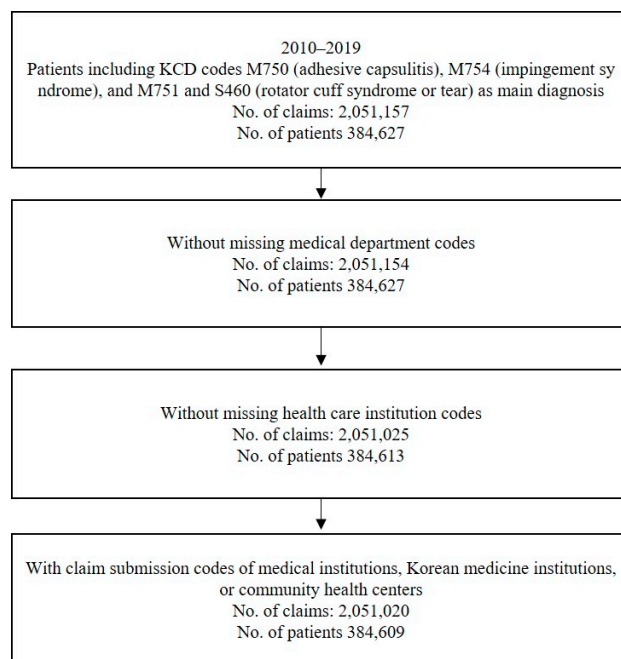 2010–2019
Patients including KCD codes M750 (adhesive capsulitis), M754 (impingement sy
ndrome), and M751 and S460 (rotator cuff syndrome or tear) as main diagnosis
No. of claims: 2,051,157
No. of patients 384,627
Without missing medical department codes
No. of claims: 2,051,154
No. of patients 384,627
Without missing health care institution codes
No. of claims: 2,051,025
No. of patients 384,613
With claim submission codes of medical institutions, Korean medicine institutions,
or community health centers
No. of claims: 2,051,020
No. of patients 384,609